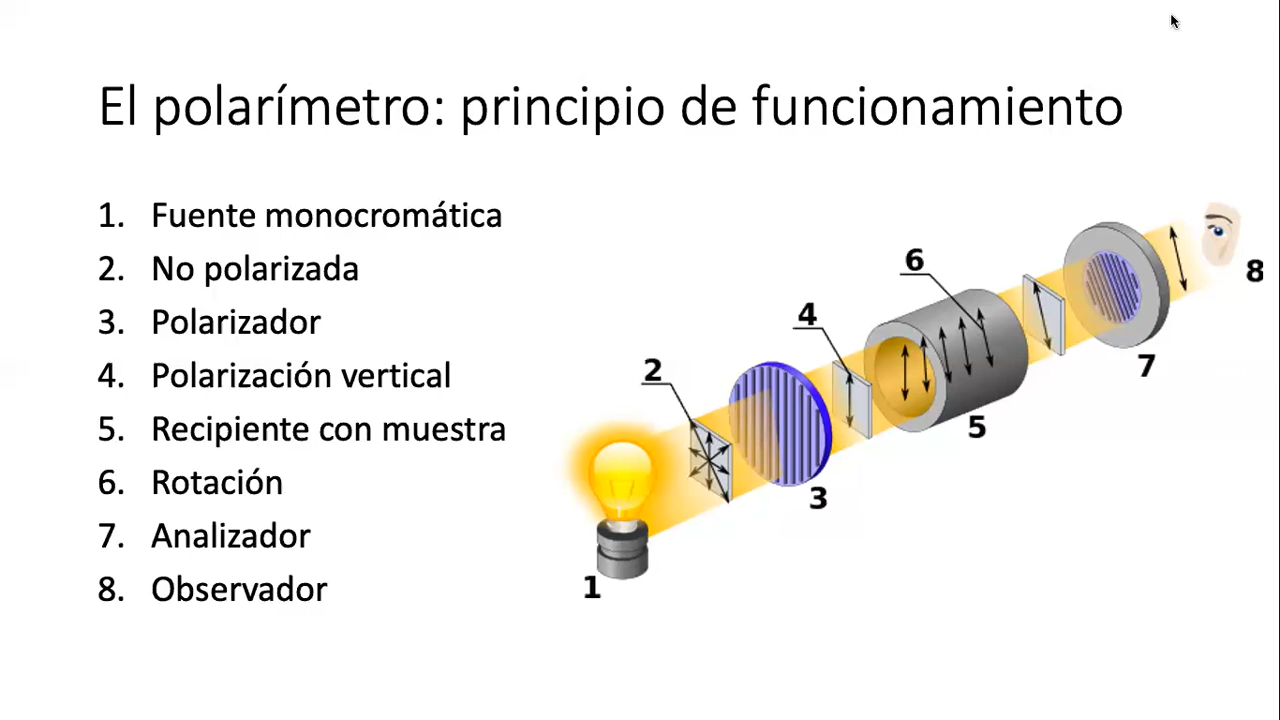 El polarímetro: principio de funcionamiento
1. Fuente monocromática
2. No polarizada
3. Polarizador
4. Polarización vertical
5. Recipiente con muestra
6. Rotación
7. Analizador
8. Observador
1
2
3
4
5
6
7
8